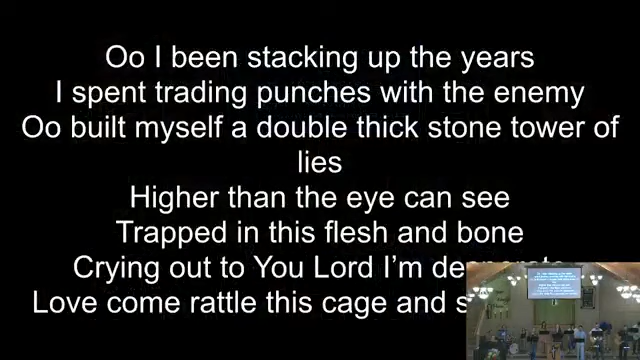 Oo I been stacking up the years
I spent trading punches with the enemy
Oo built myself a double thick stone tower of
lies
Higher than the eye can see
Trapped in this flesh and bone
Crying out to You Lord I'm
Love come rattle this cage and